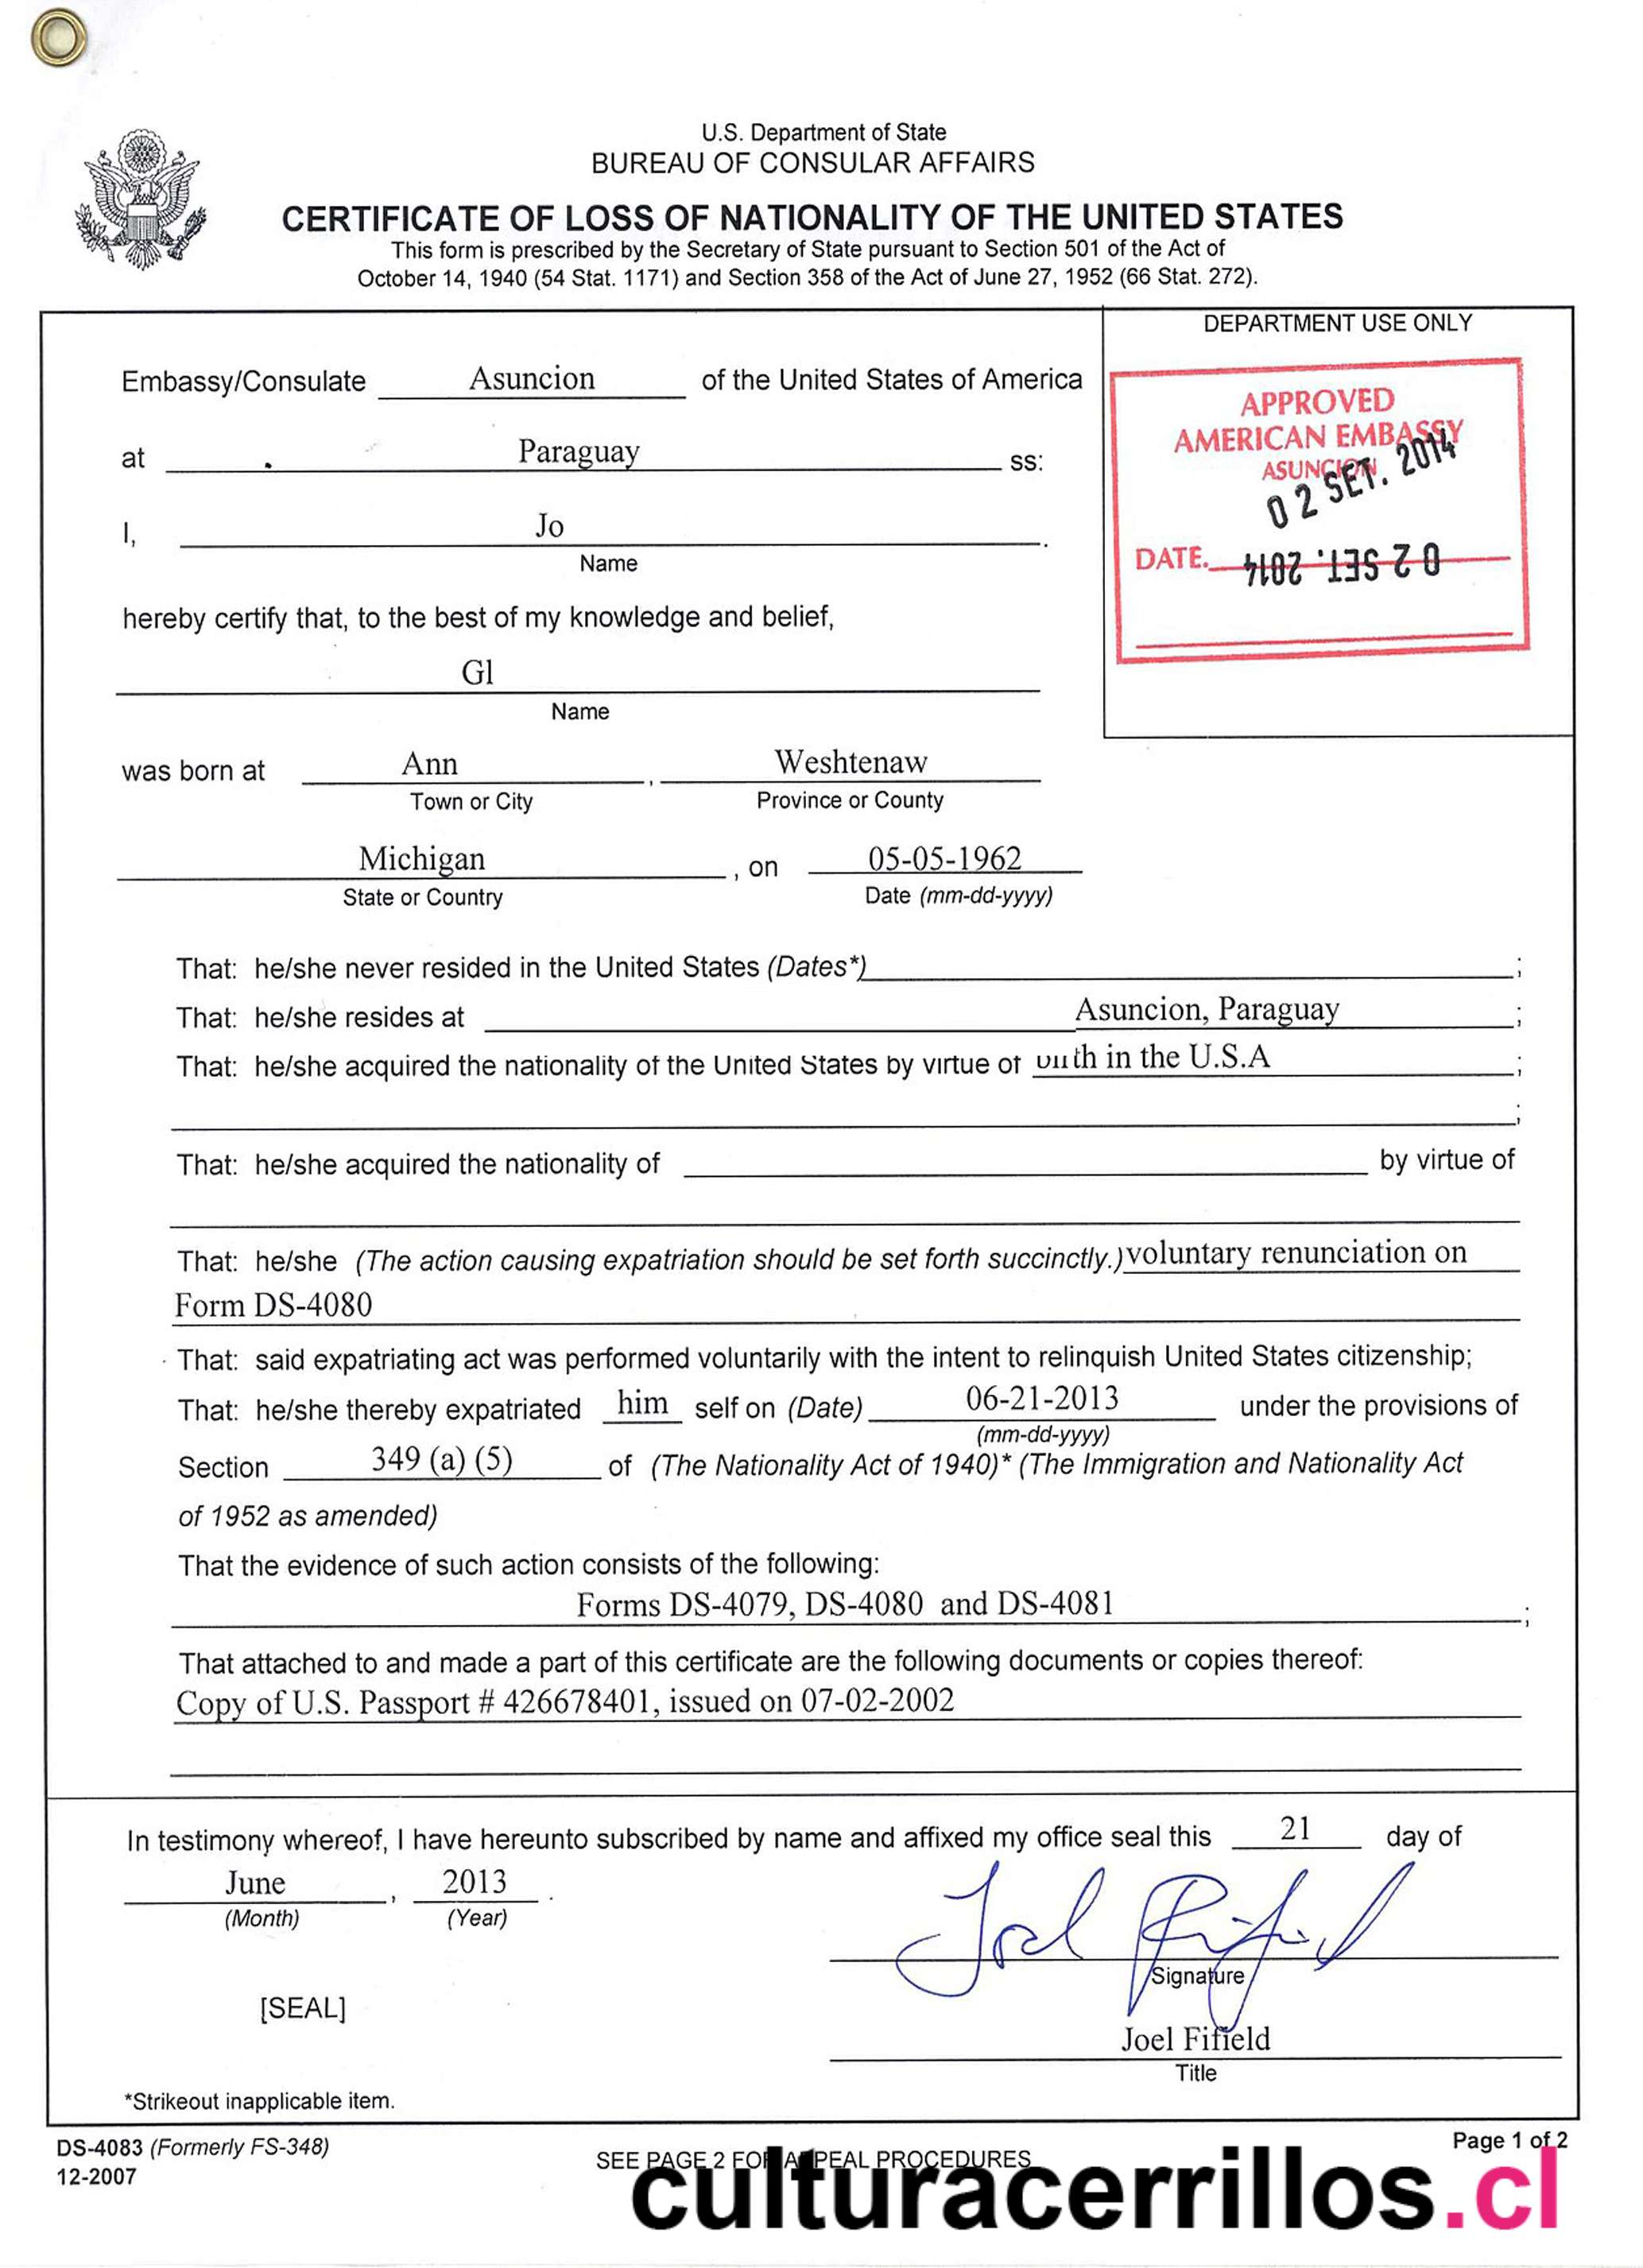 U.S. Department of State
BUREAU OF CONSULAR AFFAIRS
CERTIFICATE OF LOSS OF NATIONALITY OF THE UNITED STATES
This form is prescribed by the Secretary of State pursuant to Section 501 of the Act of
October 14, 1940 (54 Stat. 1171) and Section 358 of the Act of June 27, 1952 (66 Stat. 272).
DEPARTMENT USE ONLY
APPROVED
AMERICAN EMBASSY
ASUNCION
02 SET. 2014
DATE. 02 SET. 2014
Embassy/Consulate Asuncion of the United States of America
at Paraguay ss:
I, Jo
Name
hereby certify that, to the best of my knowledge and belief,
Gl
Name
was born at Ann , Weshtenaw
Town or City Province or County
Michigan , on 05-05-1962
State or Country Date (mm-dd-yyyy)
That: he/she never resided in the United States (Dates*) ;
That: he/she resides at Asuncion, Paraguay ;
That: he/she acquired the nationality of the United States by virtue of in the U.S.A ;
;
That: he/she acquired the nationality of by virtue of
That: he/she (The action causing expatriation should be set forth succinctly.) voluntary renunciation on
Form DS-4080
That: said expatriating act was performed voluntarily with the intent to relinquish United States citizenship;
That: he/she thereby expatriated him self on (Date) 06-21-2013 under the provisions of
(mm-dd-yyyy)
Section 349 (a) (5) of (The Nationality Act of 1940)* (The Immigration and Nationality Act
of 1952 as amended)
That the evidence of such action consists of the following:
Forms DS-4079, DS-4080 and DS-4081 ;
That attached to and made a part of this certificate are the following documents or copies thereof:
Copy of U.S. Passport # 426678401, issued on 07-02-2002
In testimony whereof, I have hereunto subscribed by name and affixed my office seal this 21 day of
June , 2013 .
(Month) (Year)
Joel Fifield
Signature
[SEAL]
Joel Fifield
Title
*Strikeout inapplicable item.
DS-4083 (Formerly FS-348)
12-2007
SEE PAGE 2 FOR APPEAL PROCEDURES
Page 1 of 2
culturacerrillos.cl